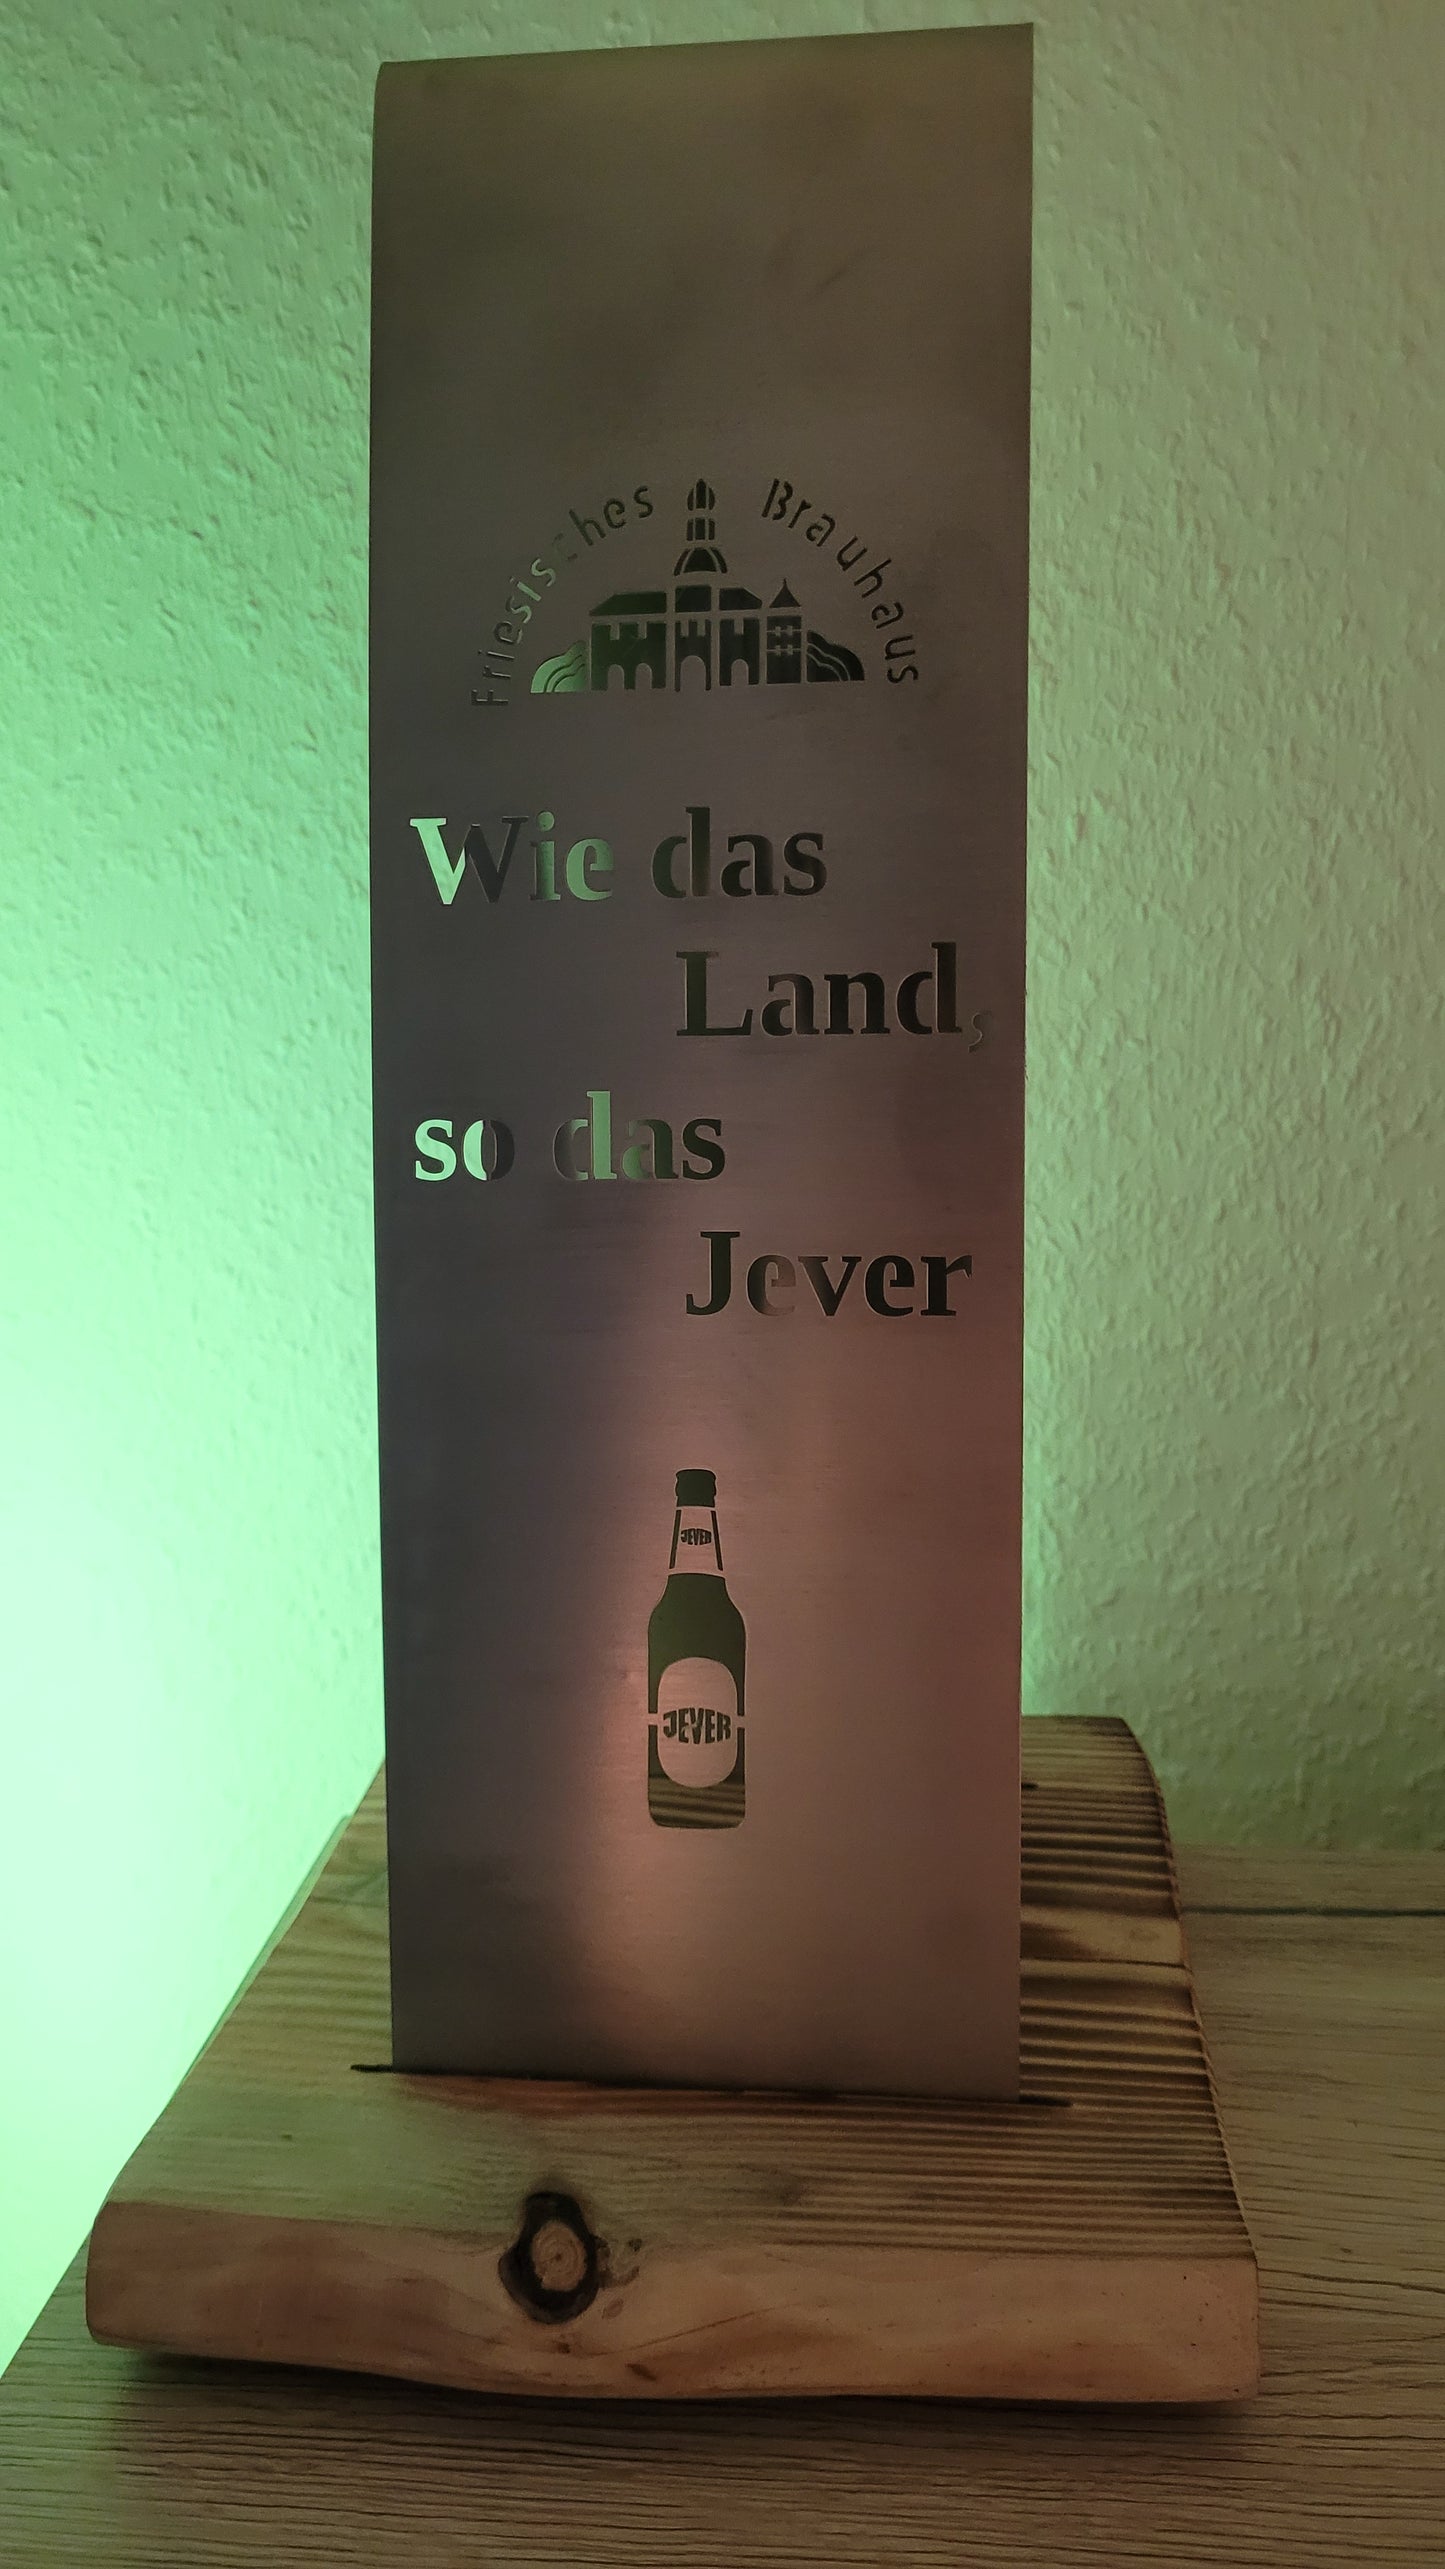 Friesisches Brauhaus
Wie das
Land,
so das
Jever
JEVER
JEVER